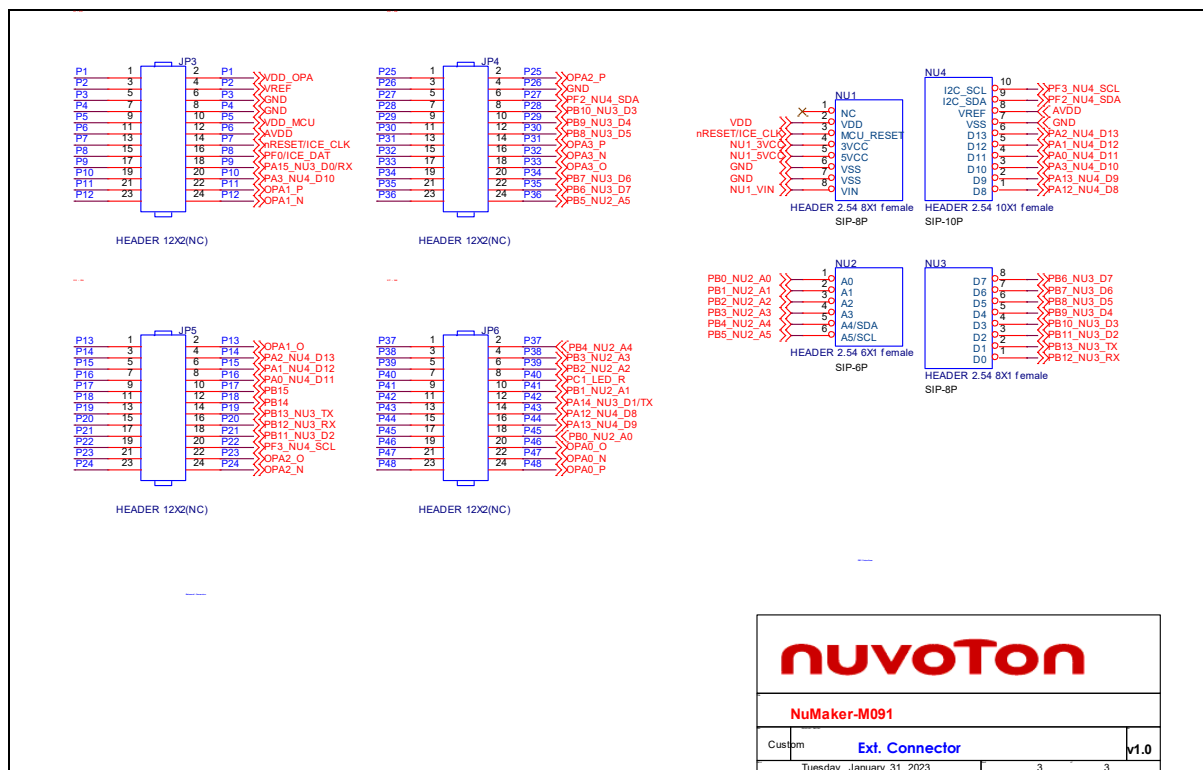 JP3
P1 1 2 P1 VDD_OPA
P2 3 4 P2 VREF
P3 5 6 P3 GND
P4 7 8 P4 GND
P5 9 10 P5 VDD_MCU
P6 11 12 P6 AVDD
P7 13 14 P7 nRESET/ICE_CLK
P8 15 16 P8 PF0/ICE_DAT
P9 17 18 P9 PA15_NU3_D0/RX
P10 19 20 P10 PA3_NU4_D10
P11 21 22 P11 OPA1_P
P12 23 24 P12 OPA1_N
HEADER 12X2(NC)
JP4
P25 1 2 P25 OPA2_P
P26 3 4 P26 GND
P27 5 6 P27 PF2_NU4_SDA
P28 7 8 P28 PB10_NU3_D3
P29 9 10 P29 PB9_NU3_D4
P30 11 12 P30 PB8_NU3_D5
P31 13 14 P31 OPA3_P
P32 15 16 P32 OPA3_N
P33 17 18 P33 OPA3_O
P34 19 20 P34 PB7_NU3_D6
P35 21 22 P35 PB6_NU3_D7
P36 23 24 P36 PB5_NU2_A5
HEADER 12X2(NC)
NU1
1 NC
VDD 2 VDD
nRESET/ICE_CLK 3 MCU_RESET
NU1_3VCC 4 3VCC
NU1_5VCC 5 5VCC
GND 6 VSS
GND 7 VSS
NU1_VIN 8 VIN
HEADER 2.54 8X1 female
SIP-8P
NU4
I2C_SCL 10 PF3_NU4_SCL
I2C_SDA 9 PF2_NU4_SDA
VREF 8 AVDD
VSS 7 GND
D13 6 PA2_NU4_D13
D12 5 PA1_NU4_D12
D11 4 PA0_NU4_D11
D10 3 PA3_NU4_D10
D9 2 PA13_NU4_D9
D8 1 PA12_NU4_D8
HEADER 2.54 10X1 female
SIP-10P
NU2
PB0_NU2_A0 1 A0
PB1_NU2_A1 2 A1
PB2_NU2_A2 3 A2
PB3_NU2_A3 4 A3
PB4_NU2_A4 5 A4/SDA
PB5_NU2_A5 6 A5/SCL
HEADER 2.54 6X1 female
SIP-6P
NU3
D7 8 PB6_NU3_D7
D6 7 PB7_NU3_D6
D5 6 PB8_NU3_D5
D4 5 PB9_NU3_D4
D3 4 PB10_NU3_D3
D2 3 PB11_NU3_D2
D1 2 PB13_NU3_TX
D0 1 PB12_NU3_RX
HEADER 2.54 8X1 female
SIP-8P
JP5
P13 1 2 P13 OPA1_O
P14 3 4 P14 PA2_NU4_D13
P15 5 6 P15 PA1_NU4_D12
P16 7 8 P16 PA0_NU4_D11
P17 9 10 P17 PB15
P18 11 12 P18 PB14
P19 13 14 P19 PB13_NU3_TX
P20 15 16 P20 PB12_NU3_RX
P21 17 18 P21 PB11_NU3_D2
P22 19 20 P22 PF3_NU4_SCL
P23 21 22 P23 OPA2_O
P24 23 24 P24 OPA2_N
HEADER 12X2(NC)
JP6
P37 1 2 P37 PB4_NU2_A4
P38 3 4 P38 PB3_NU2_A3
P39 5 6 P39 PB2_NU2_A2
P40 7 8 P40 PC1_LED_R
P41 9 10 P41 PB1_NU2_A1
P42 11 12 P42 PA14_NU3_D1/TX
P43 13 14 P43 PA12_NU4_D8
P44 15 16 P44 PA13_NU4_D9
P45 17 18 P45 PB0_NU2_A0
P46 19 20 P46 OPA0_O
P47 21 22 P47 OPA0_N
P48 23 24 P48 OPA0_P
HEADER 12X2(NC)
nuvoTon
NuMaker-M091
Custom Ext. Connector v1.0
Tuesday, January 31, 2023 3 3